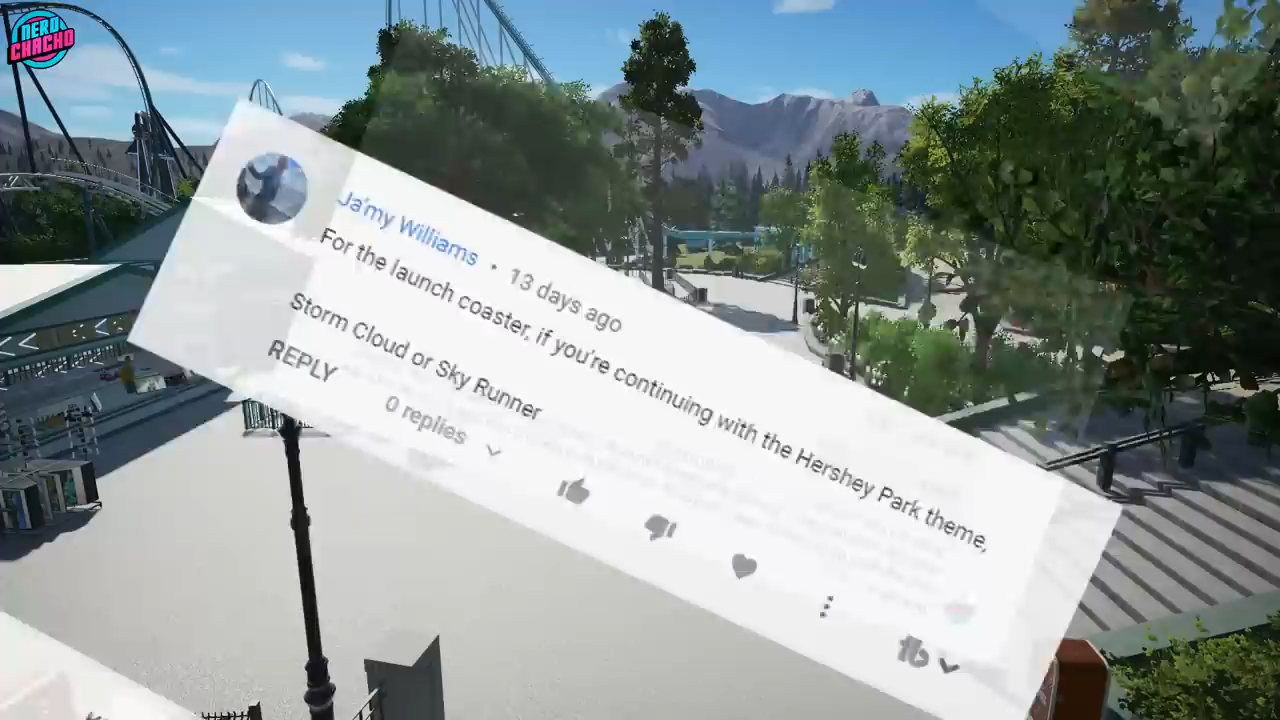 NERD
CHACHO
Ja'my Williams • 13 days ago
For the launch coaster, if you're continuing with the Hershey Park theme,
Storm Cloud or Sky Runner
REPLY
0 replies